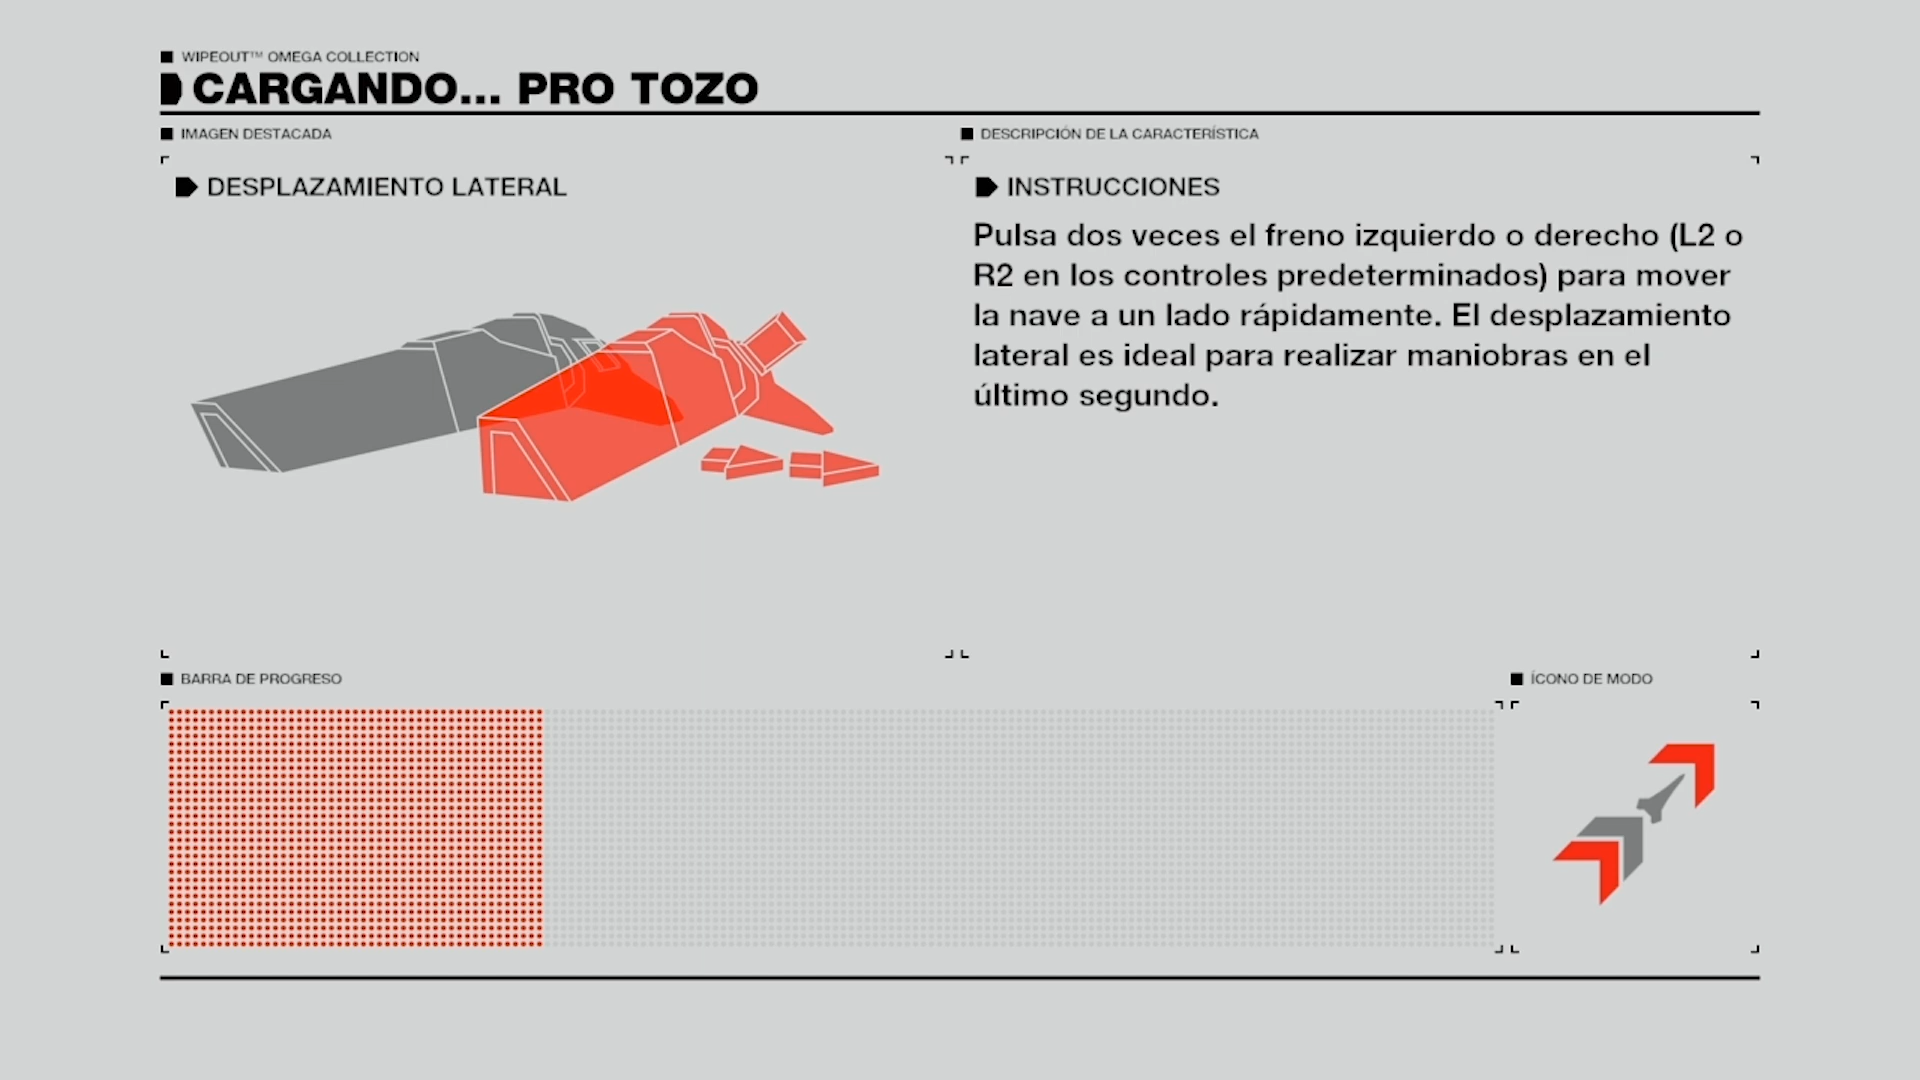 WIPEOUT™ OMEGA COLLECTION
CARGANDO... PRO TOZO
IMAGEN DESTACADA
DESPLAZAMIENTO LATERAL
DESCRIPCIÓN DE LA CARACTERÍSTICA
INSTRUCCIONES
Pulsa dos veces el freno izquierdo o derecho (L2 o
R2 en los controles predeterminados) para mover
la nave a un lado rápidamente. El desplazamiento
lateral es ideal para realizar maniobras en el
último segundo.
BARRA DE PROGRESO
ÍCONO DE MODO